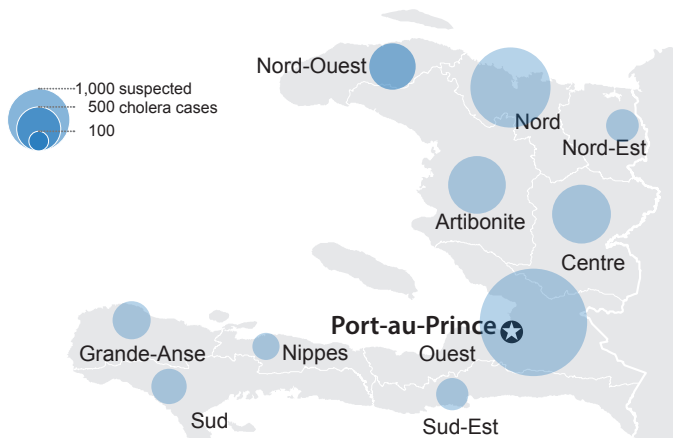 1,000 suspected
500 cholera cases
100
Nord-Ouest
Nord
Nord-Est
Artibonite
Centre
Port-au-Prince
Ouest
Grande-Anse
Nippes
Sud
Sud-Est